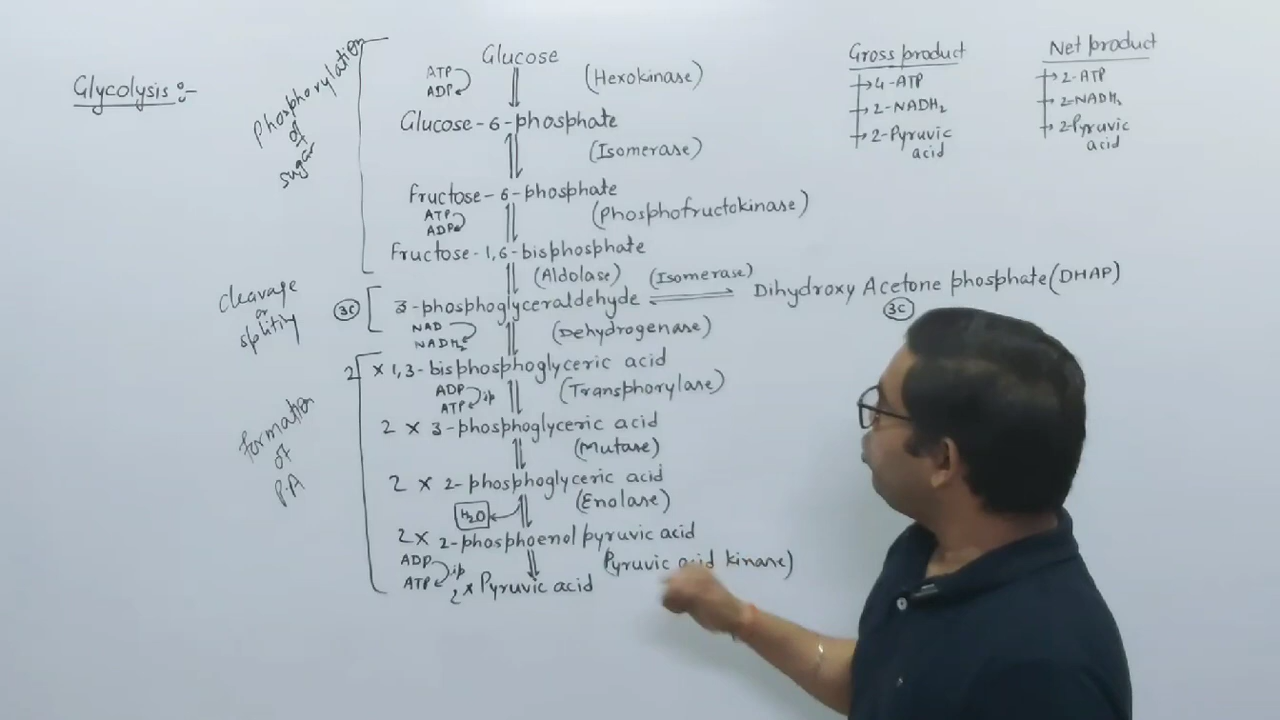 Glycolysis :-
Phosphorylation
of
sugar
Glucose
ATP
ADP
(Hexokinase)
Glucose-6-phosphate
(Isomerase)
fructose-6-phosphate
ATP
ADP
(Phosphofructokinase)
Fructose-1,6-bisphosphate
(Aldolase)
cleavage
or
splitiy
3C
3-phosphoglyceraldehyde
(Isomerase)
Dihydroxy Acetone phosphate (DHAP)
3C
NAD
NADH₂
(Dehydrogenase)
formation
of
P.A
2 × 1,3-bisphosphoglyceric acid
ADP
ATP
ip
(Transphorylase)
2 × 3-phosphoglyceric acid
(Mutase)
2 × 2-phosphoglyceric acid
(Enolase)
H₂O
2 × 2-phosphoenol pyruvic acid
ADP
ATP
ip
Pyruvic acid kinase)
2 × Pyruvic acid
Gross product
→ 4-ATP
→ 2-NADH₂
→ 2-Pyruvic
acid
Net product
→ 2-ATP
→ 2-NADH₂
→ 2-Pyruvic
acid